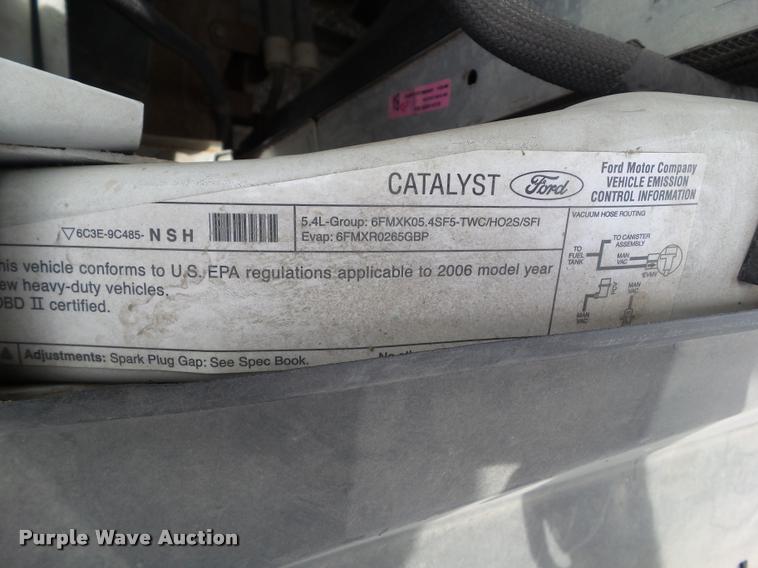 CATALYST
Ford
Ford Motor Company
VEHICLE EMISSION
CONTROL INFORMATION
6C3E-9C485- NSH
5.4L-Group: 6FMXK05.4SF5-TWC/HO2S/SFI
Evap: 6FMXR0265GBP
his vehicle conforms to U.S. EPA regulations applicable to 2006 model year
ew heavy-duty vehicles.
OBD II certified.
VACUUM HOSE ROUTING
TO FUEL TANK
TO CANISTER ASSEMBLY
MAN VAC
EVMV
MAN VAC
MAN VAC
Adjustments: Spark Plug Gap: See Spec Book.
Purple Wave Auction